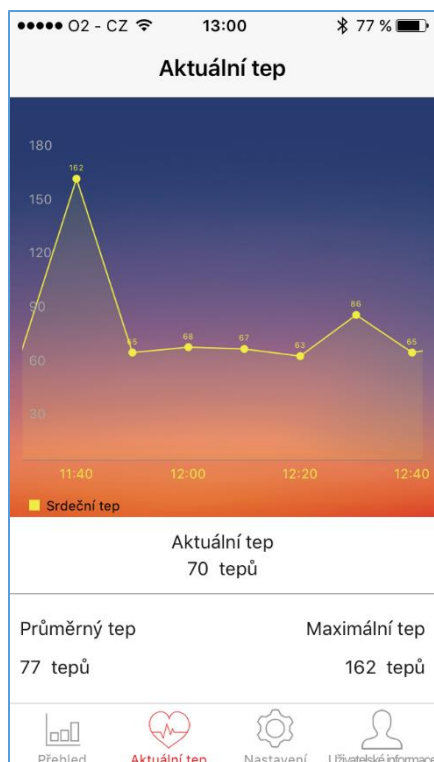 ●●●●● O2 - CZ 13:00 77 %
Aktuální tep
180
162
150
120
90
86
65 68 67 63 65
60
30
11:40 12:00 12:20 12:40
Srdeční tep
Aktuální tep
70 tepů
Průměrný tep Maximální tep
77 tepů 162 tepů
Přehled Aktuální tep Nastavení Uživatelské informace